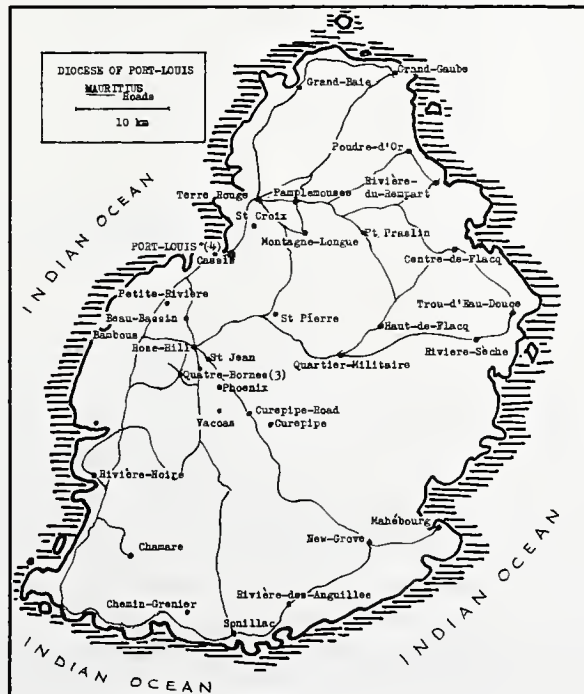 DIOCESE OF PORT-LOUIS
MAURITIUS
Roads
10 km
Grand-Gaube
Grand-Baie
Poudre-d'Or
Rivière-
du-Rempart
Terre Rouge
Pamplemousses
St Croix
Montagne-Longue
Pt Praslin
PORT-LOUIS (4)
Cassis
Centre-de-Flacq
Petite-Rivière
Trou-d'Eau-Douce
Beau-Bassin
St Pierre
Bambous
Haut-de-Flacq
Rose-Hill
Rivière-Sèche
St Jean
Quartier-Militaire
Quatre-Bornes(3)
Phoenix
Vacoas
Curepipe-Road
Curepipe
Rivière-Noire
Mahébourg
New-Grove
Chamare
Rivière-des-Anguilles
Chemin-Grenier
Souillac
INDIAN OCEAN
INDIAN OCEAN
INDIAN OCEAN